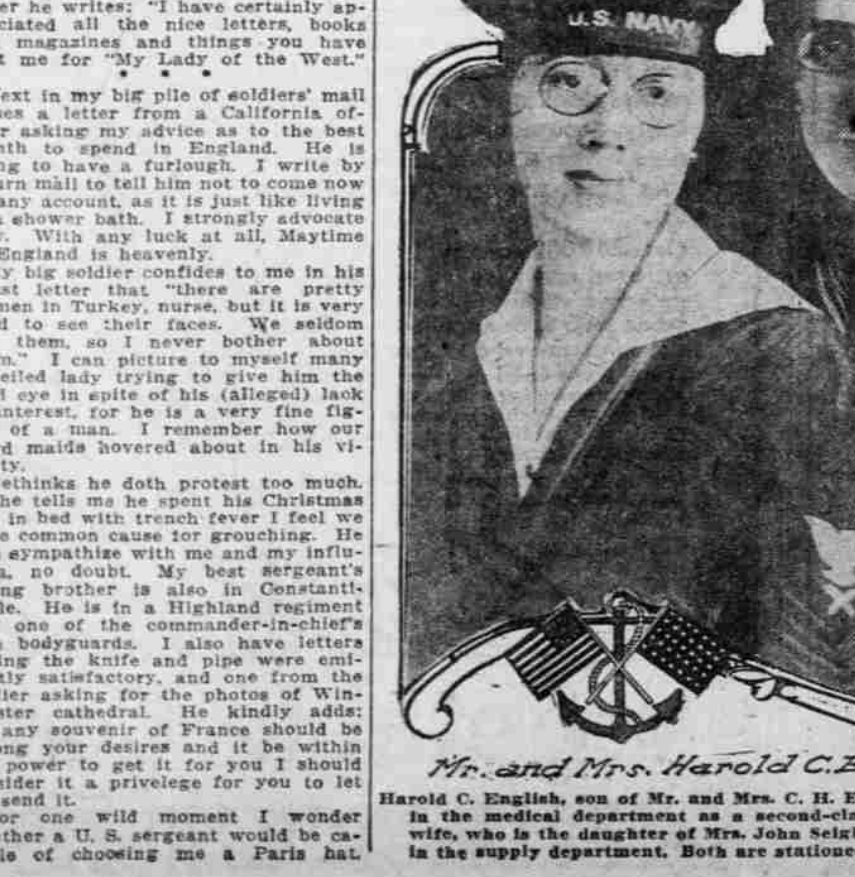 er he writes: "I have certainly ap-
ciated all the nice letters, books
magazines and things you have
t me for "My Lady of the West."
* * *
ext in my big pile of soldiers' mail
es a letter from a California of-
r asking my advice as to the best
nth to spend in England. He is
ng to have a furlough. I write by
urn mail to tell him not to come now
any account, as it is just like living
a shower bath. I strongly advocate
y. With any luck at all, Maytime
England is heavenly.
y big soldier confides to me in his
st letter that "there are pretty
men in Turkey, nurse, but it is very
d to see their faces. We seldom
them, so I never bother about
m." I can picture to myself many
eiled lady trying to give him the
d eye in spite of his (alleged) lack
interest, for he is a very fine fig-
of a man. I remember how our
rd maids hovered about in his vi-
ty.
ethinks he doth protest too much.
he tells me he spent his Christmas
in bed with trench fever I feel we
e common cause for grouching. He
sympathize with me and my influ-
a, no doubt. My best sergeant's
ng brother is also in Constanti-
le. He is in a Highland regiment
one of the commander-in-chief's
bodyguards. I also have letters
ing the knife and pipe were emi-
tly satisfactory, and one from the
lier asking for the photos of Win-
ster cathedral. He kindly adds:
any souvenir of France should be
ong your desires and it be within
power to get it for you I should
sider it a privelege for you to let
send it.
or one wild moment I wonder
ther a U. S. sergeant would be ca-
le of choosing me a Paris hat.
U.S. NAVY
Mr. and Mrs. Harold C. E
Harold C. English, son of Mr. and Mrs. C. H. E
in the medical department as a second-cla
wife, who is the daughter of Mrs. John Seigl
in the supply department. Both are statione